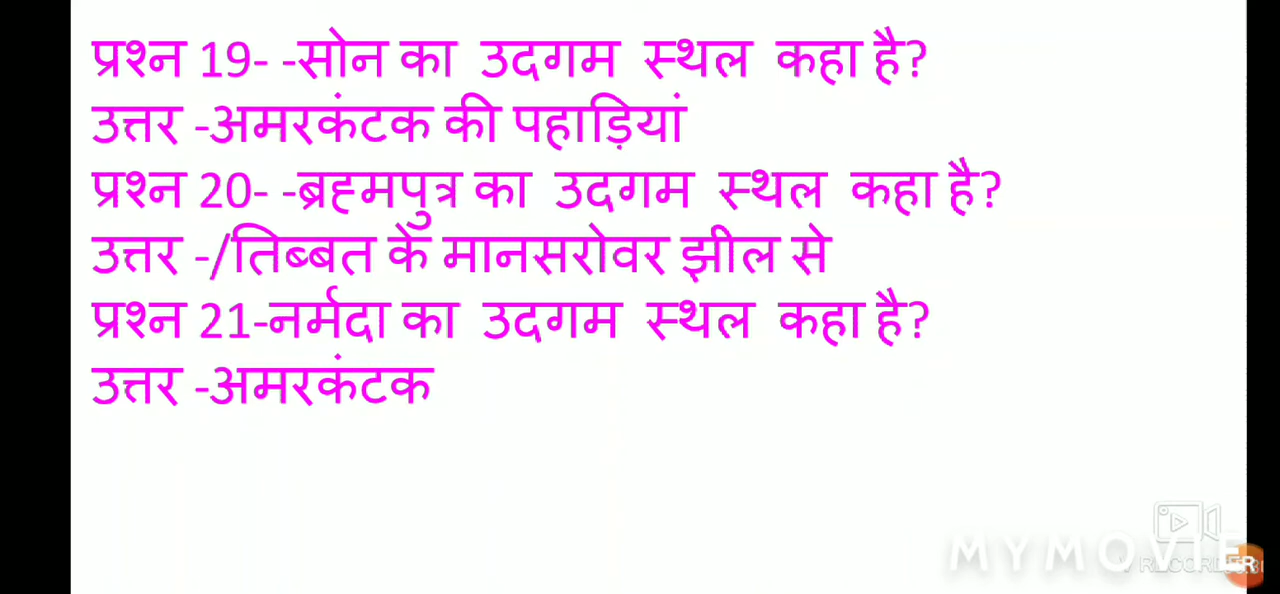 प्रश्न 19- -सोन का उदगम स्थल कहा है?
उत्तर -अमरकंटक की पहाड़ियां
प्रश्न 20- -ब्रह्मपुत्र का उदगम स्थल कहा है?
उत्तर -/तिब्बत के मानसरोवर झील से
प्रश्न 21-नर्मदा का उदगम स्थल कहा है?
उत्तर -अमरकंटक
MYMOVIE